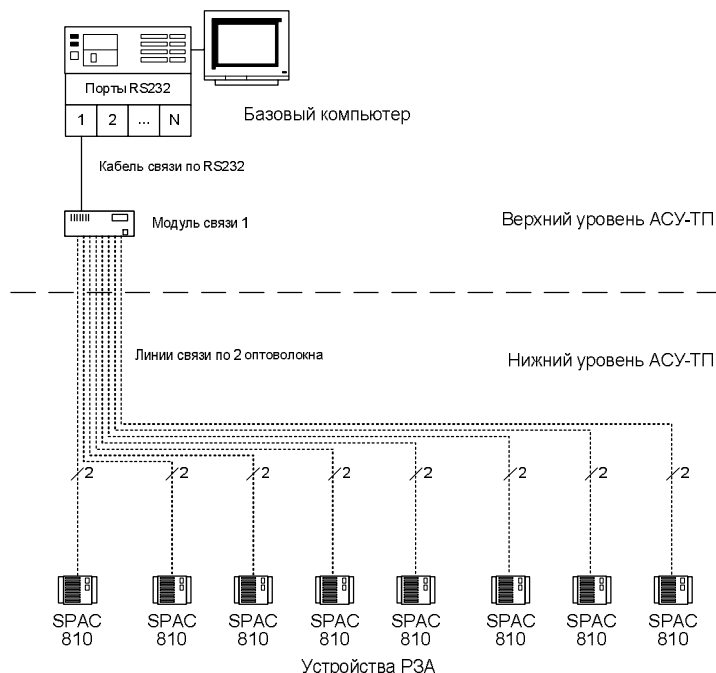 Порты RS232
1 2 ... N
Базовый компьютер
Кабель связи по RS232
Модуль связи 1
Верхний уровень АСУ-ТП
Линии связи по 2 оптоволокна
Нижний уровень АСУ-ТП
2 2 2 2 2 2 2 2
SPAC SPAC SPAC SPAC SPAC SPAC SPAC SPAC
810 810 810 810 810 810 810 810
Устройства РЗА